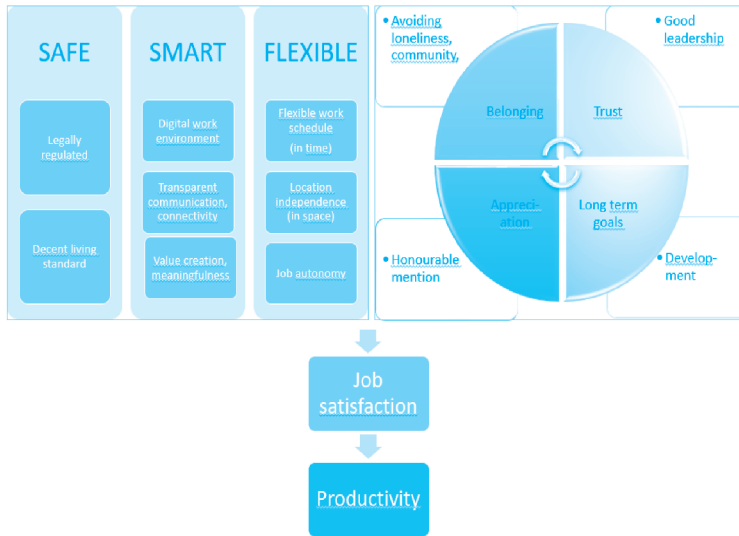 SAFE
Legally
regulated
Decent living
standard
SMART
Digital work
environment
Transparent
communication,
connectivity
Value creation,
meaningfulness
FLEXIBLE
Flexible work
schedule
(in time)
Location
independence
(in space)
Job autonomy
• Avoiding
loneliness,
community,
• Good
leadership
Belonging
Trust
Appreci-
ation
Long term
goals
• Honourable
mention
• Develop-
ment
Job
satisfaction
Productivity